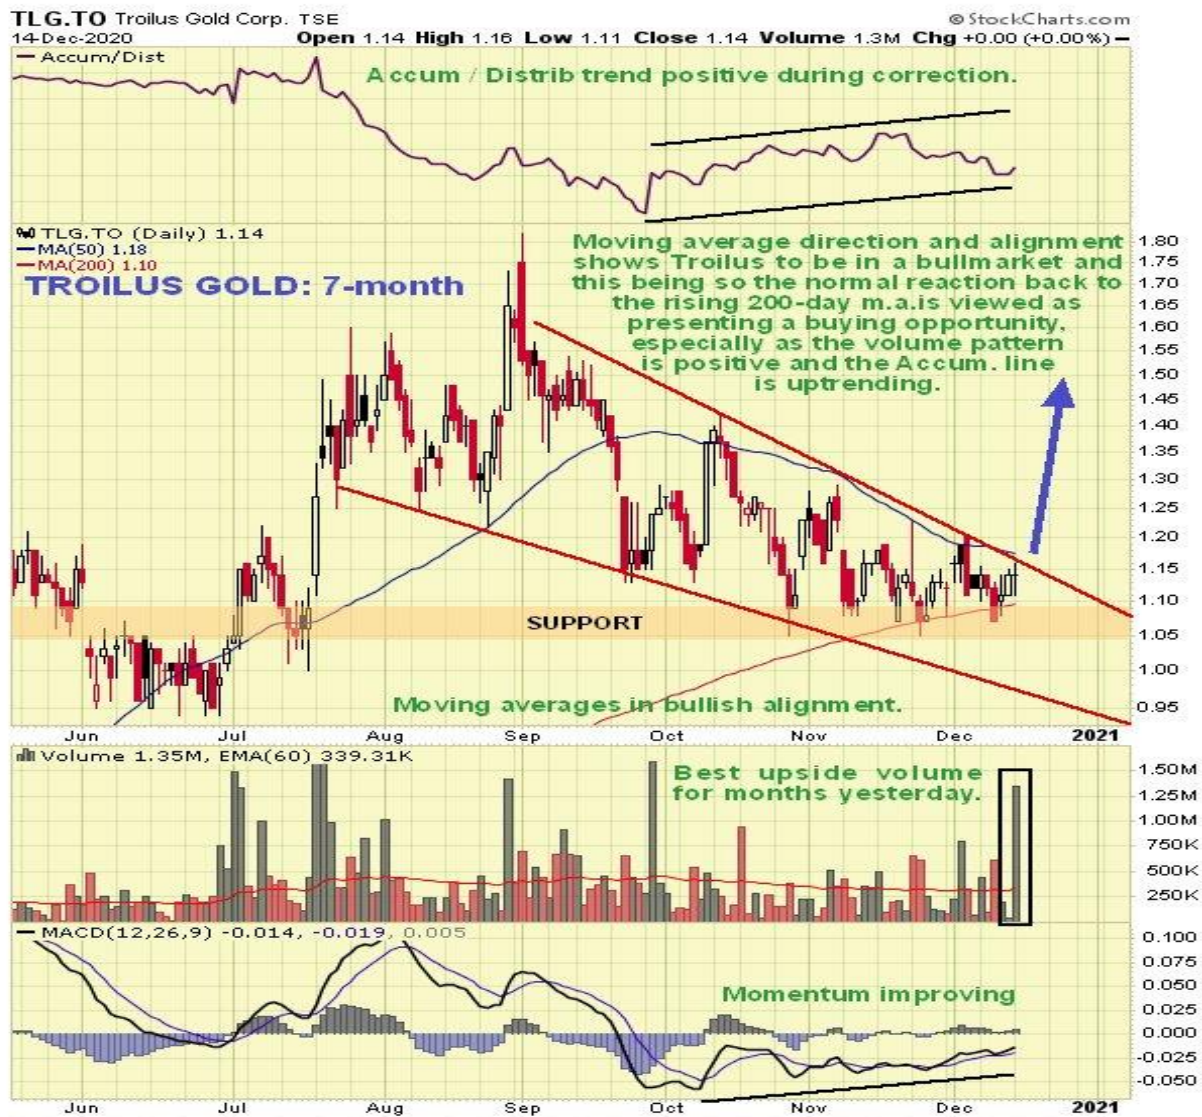 TLG.TO Troilus Gold Corp. TSE © StockCharts.com
14-Dec-2020 Open 1.14 High 1.16 Low 1.11 Close 1.14 Volume 1.3M Chg +0.00 (+0.00%)
Accum/Dist
Accum / Distrib trend positive during correction.
TLG.TO (Daily) 1.14
MA(50) 1.18
MA(200) 1.10
TROILUS GOLD: 7-month
Moving average direction and alignment
shows Troilus to be in a bullmarket and
this being so the normal reaction back to
the rising 200-day m.a.is viewed as
presenting a buying opportunity,
especially as the volume pattern
is positive and the Accum. line
is uptrending.
1.80
1.75
1.70
1.65
1.60
1.55
1.50
1.45
1.40
1.35
1.30
1.25
1.20
1.15
1.10
1.05
1.00
0.95
SUPPORT
Moving averages in bullish alignment.
Jun Jul Aug Sep Oct Nov Dec 2021
Volume 1.35M, EMA(60) 339.31K
Best upside volume
for months yesterday.
1.50M
1.25M
1.00M
750K
500K
250K
MACD(12,26,9) -0.014, -0.019, 0.005
Momentum improving
0.100
0.075
0.050
0.025
0.000
-0.025
-0.050
Jun Jul Aug Sep Oct Nov Dec 2021